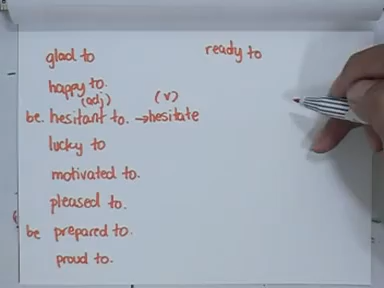 glad to
happy to.
(adj) (v)
be. hesitant to. → hesitate
lucky to
motivated to.
pleased to.
be prepared to.
proud to.
ready to